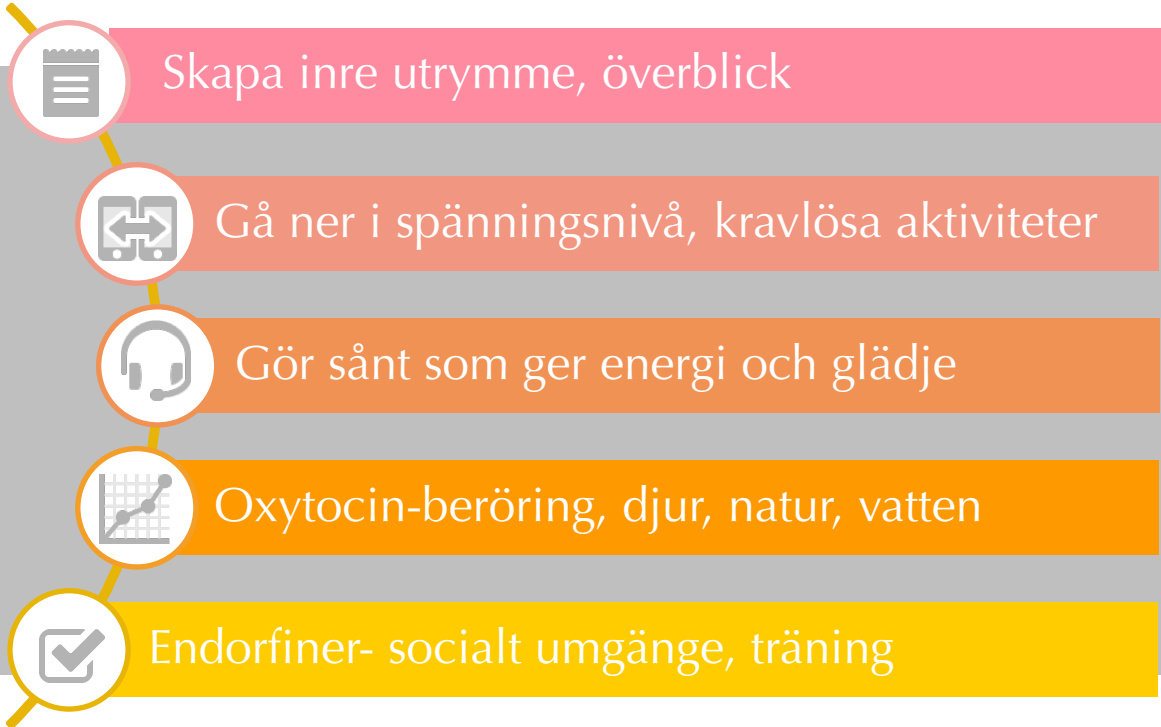 Skapa inre utrymme, överblick
Gå ner i spänningsnivå, kravlösa aktiviteter
Gör sånt som ger energi och glädje
Oxytocin-beröring, djur, natur, vatten
Endorfiner- socialt umgänge, träning